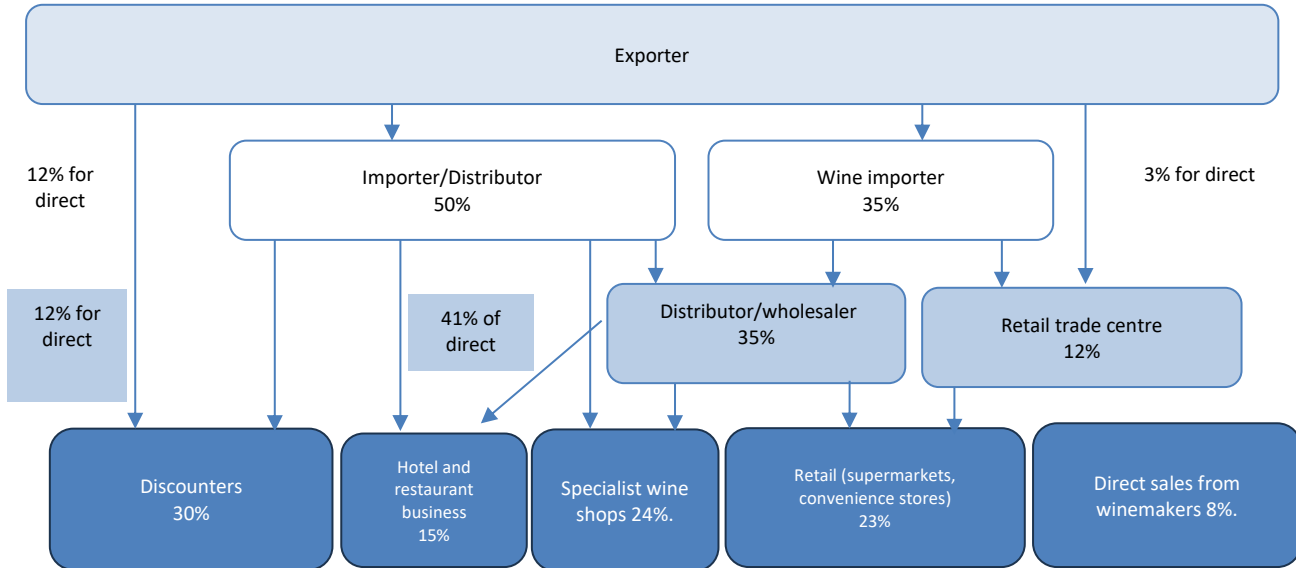 Exporter
12% for
direct
Importer/Distributor
50%
Wine importer
35%
3% for direct
12% for
direct
41% of
direct
Distributor/wholesaler
35%
Retail trade centre
12%
Discounters
30%
Hotel and
restaurant
business
15%
Specialist wine
shops 24%.
Retail (supermarkets,
convenience stores)
23%
Direct sales from
winemakers 8%.